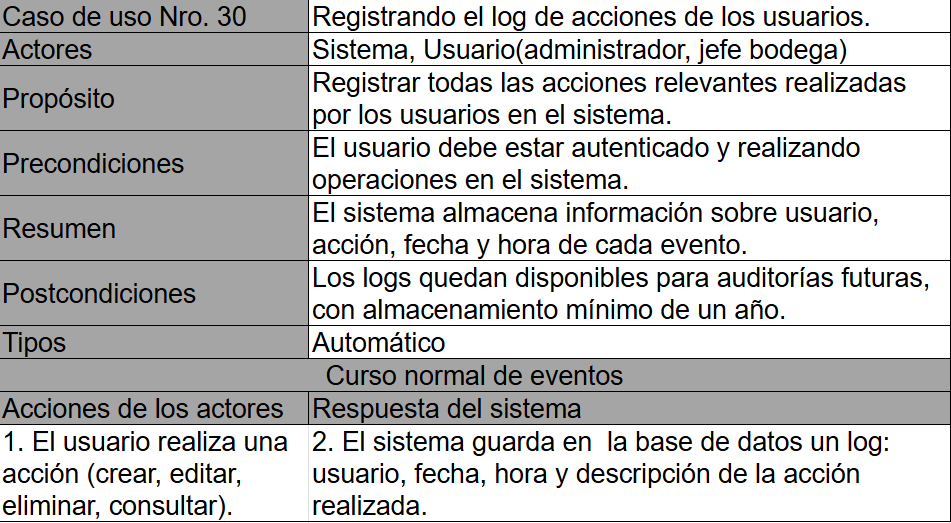 Caso de uso Nro. 30
Registrando el log de acciones de los usuarios.
Actores
Sistema, Usuario(administrador, jefe bodega)
Propósito
Registrar todas las acciones relevantes realizadas
por los usuarios en el sistema.
Precondiciones
El usuario debe estar autenticado y realizando
operaciones en el sistema.
Resumen
El sistema almacena información sobre usuario,
acción, fecha y hora de cada evento.
Postcondiciones
Los logs quedan disponibles para auditorías futuras,
con almacenamiento mínimo de un año.
Tipos
Automático
Curso normal de eventos
Acciones de los actores
Respuesta del sistema
1. El usuario realiza una
acción (crear, editar,
eliminar, consultar).
2. El sistema guarda en  la base de datos un log:
usuario, fecha, hora y descripción de la acción
realizada.